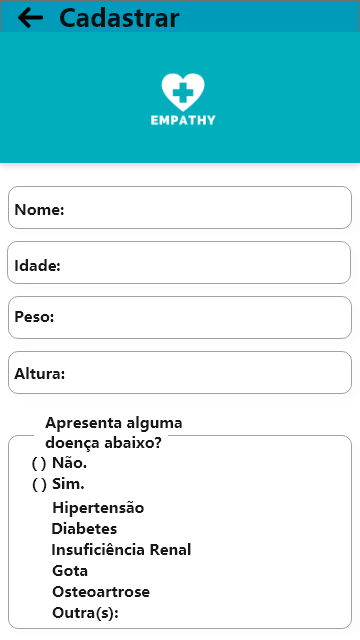 Cadastrar
EMPATHY
Nome:
Idade:
Peso:
Altura:
Apresenta alguma
doença abaixo?
( ) Não.
( ) Sim.
Hipertensão
Diabetes
Insuficiência Renal
Gota
Osteoartrose
Outra(s):